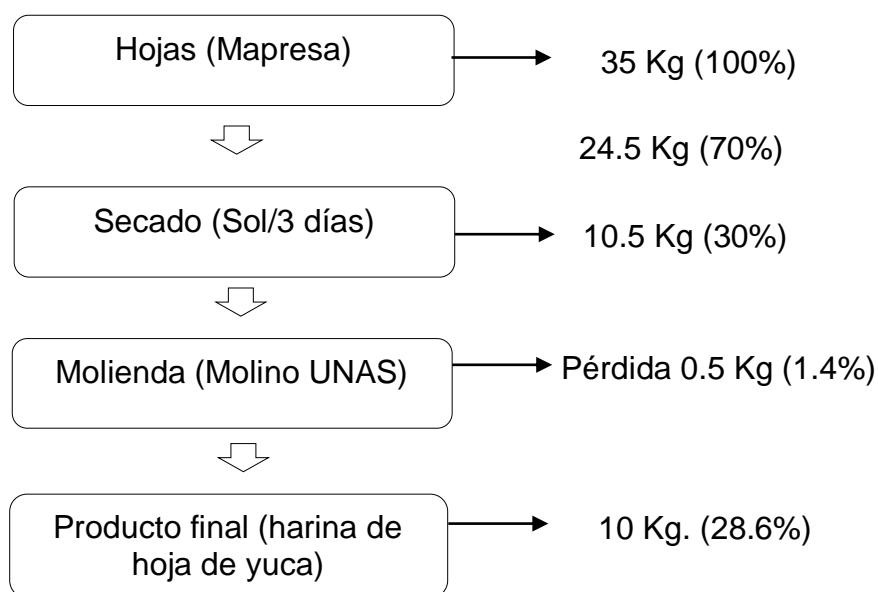 Hojas (Mapresa)
35 Kg (100%)
24.5 Kg (70%)
Secado (Sol/3 días)
10.5 Kg (30%)
Molienda (Molino UNAS)
Pérdida 0.5 Kg (1.4%)
Producto final (harina de
hoja de yuca)
10 Kg. (28.6%)